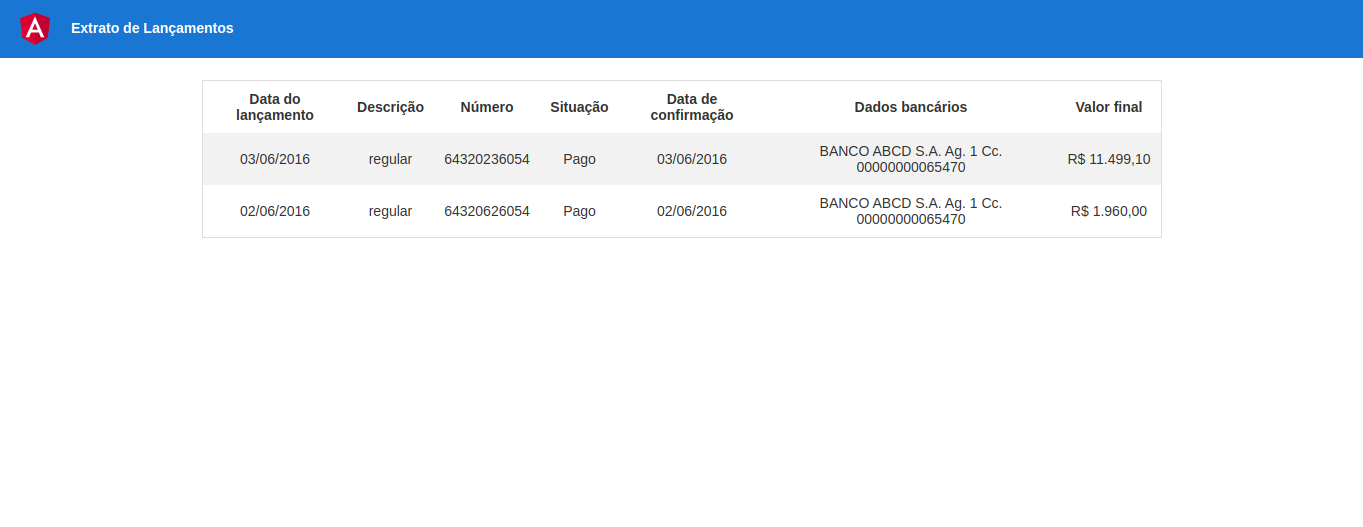 Extrato de Lançamentos
Data do lançamento Descrição Número Situação Data de confirmação Dados bancários Valor final
03/06/2016 regular 64320236054 Pago 03/06/2016 BANCO ABCD S.A. Ag. 1 Cc. 00000000065470 R$ 11.499,10
02/06/2016 regular 64320626054 Pago 02/06/2016 BANCO ABCD S.A. Ag. 1 Cc. 00000000065470 R$ 1.960,00